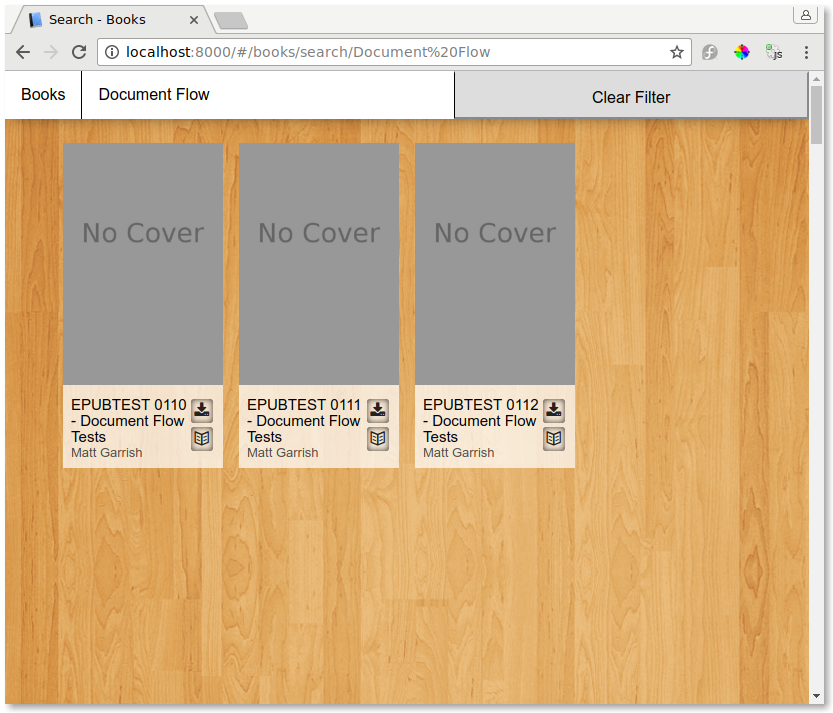 Search - Books
localhost:8000/#/books/search/Document%20Flow
js
Books
Document Flow
Clear Filter
No Cover
No Cover
No Cover
EPUBTEST 0110
- Document Flow
Tests
Matt Garrish
EPUBTEST 0111
- Document Flow
Tests
Matt Garrish
EPUBTEST 0112
- Document Flow
Tests
Matt Garrish